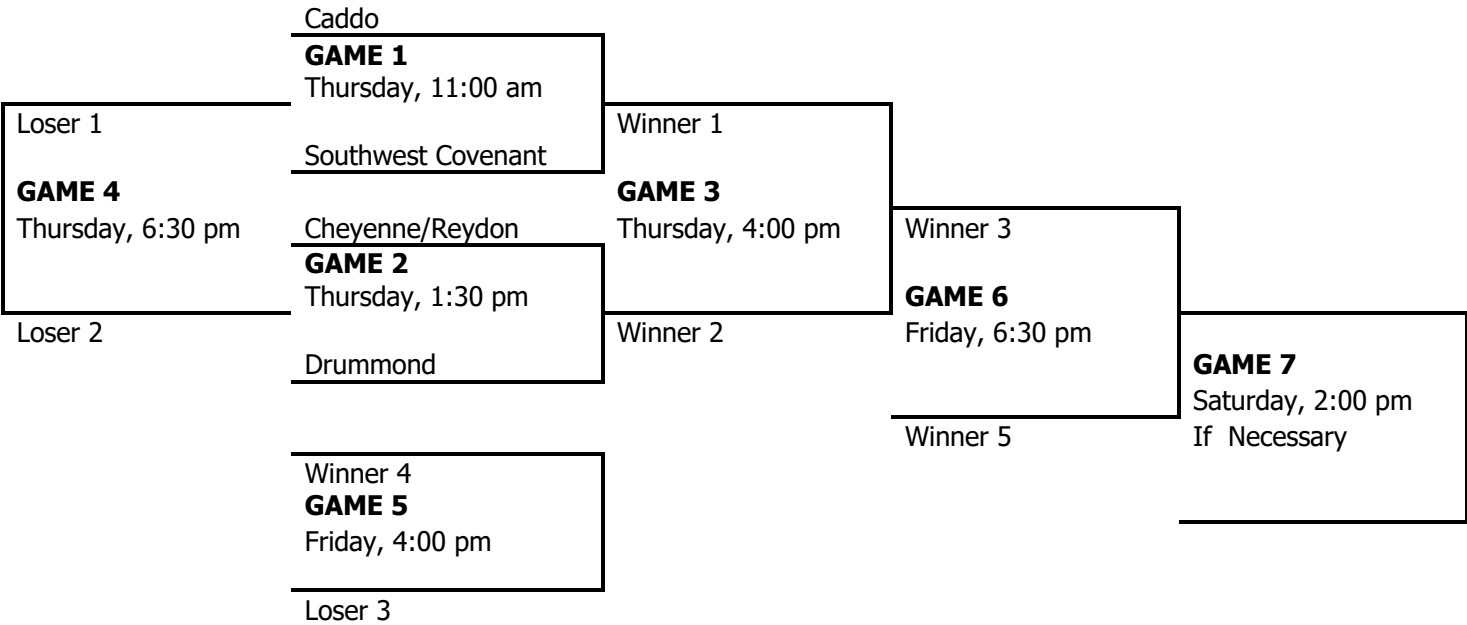 Caddo
GAME 1
Thursday, 11:00 am
Southwest Covenant
Loser 1
GAME 4
Thursday, 6:30 pm
Loser 2
Cheyenne/Reydon
GAME 2
Thursday, 1:30 pm
Drummond
Winner 1
GAME 3
Thursday, 4:00 pm
Winner 2
Winner 3
GAME 6
Friday, 6:30 pm
Winner 5
GAME 7
Saturday, 2:00 pm
If Necessary
Winner 4
GAME 5
Friday, 4:00 pm
Loser 3